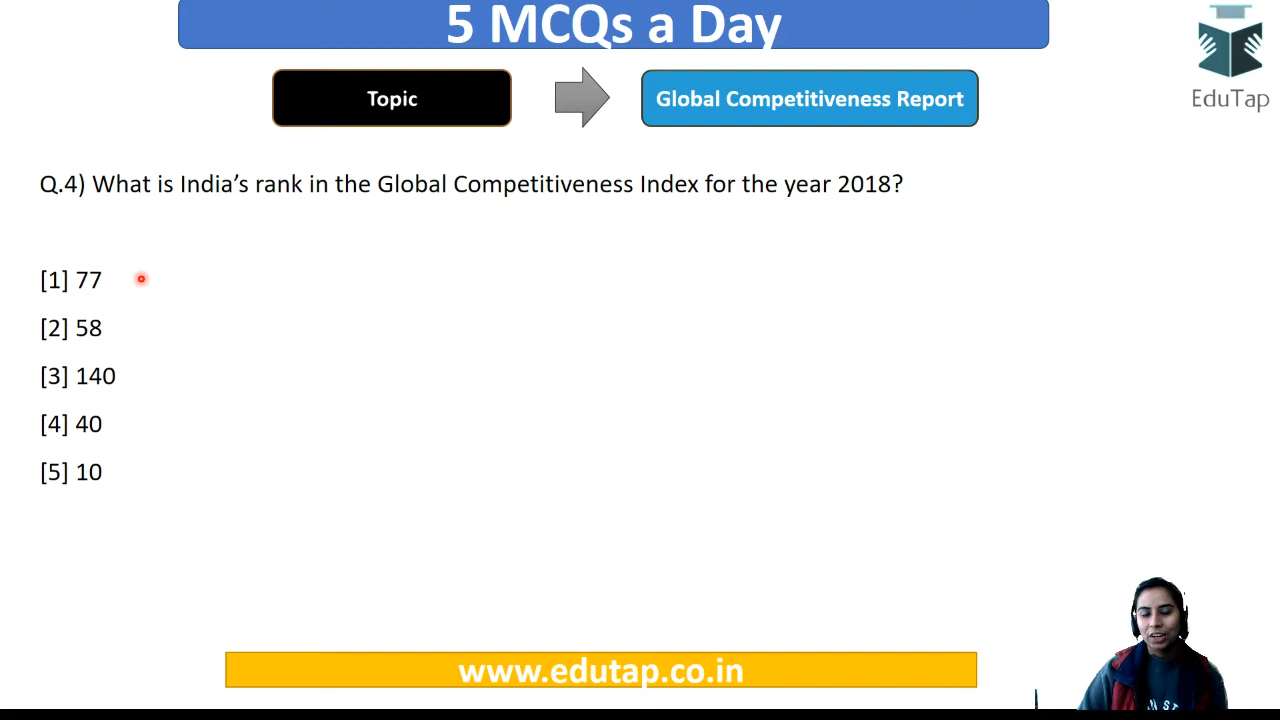 5 MCQs a Day
EduTap
Topic
Global Competitiveness Report
Q.4) What is India’s rank in the Global Competitiveness Index for the year 2018?
[1] 77
[2] 58
[3] 140
[4] 40
[5] 10
www.edutap.co.in